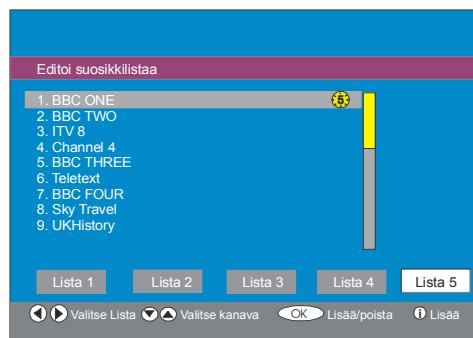 Editoi suosikkilistaa
1. BBC ONE 5
2. BBC TWO
3. ITV 8
4. Channel 4
5. BBC THREE
6. Teletext
7. BBC FOUR
8. Sky Travel
9. UKHistory
Lista 1 Lista 2 Lista 3 Lista 4 Lista 5
Valitse Lista Valitse kanava OK Lisää/poista i Lisää